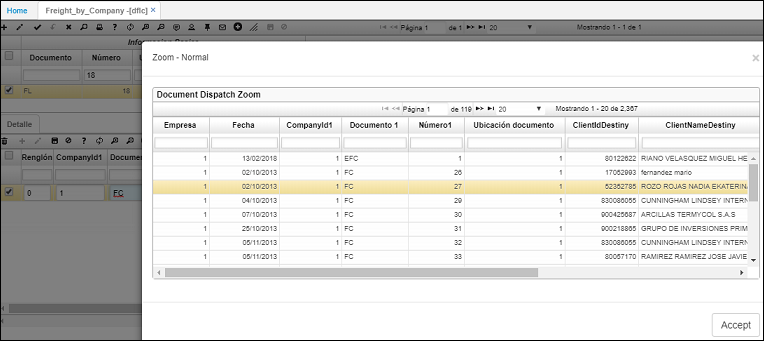 Home Freight_by_Company -[dflc] ×
Página 1 de 1 20 Mostrando 1 - 1 de 1
Documento Número
18
FL 18
Zoom - Normal ×
Document Dispatch Zoom
Página 1 de 119 20 Mostrando 1 - 20 de 2,367
Empresa Fecha CompanyId1 Documento 1 Número1 Ubicación documento ClientIdDestiny ClientNameDestiny
1 13/02/2018 1 EFC 1 1 80122622 RIANO VELASQUEZ MIGUEL HE
1 02/10/2013 1 FC 26 1 17052993 fernandez mario
1 02/10/2013 1 FC 27 1 52352785 ROZO ROJAS NADIA EKATERINA
1 04/10/2013 1 FC 29 1 830086055 CUNNINGHAM LINDSEY INTERN
1 07/10/2013 1 FC 30 1 900425687 ARCILLAS TERMYCOL S.A.S
1 25/10/2013 1 FC 31 1 900218865 GRUPO DE INVERSIONES PRIM
1 05/11/2013 1 FC 32 1 830086055 CUNNINGHAM LINDSEY INTERN
1 05/11/2013 1 FC 33 1 80057170 RAMIREZ RAMIREZ JOSE JAVIE
Detalle
Renglón CompanyId1 Docume
0 1 FC
Accept